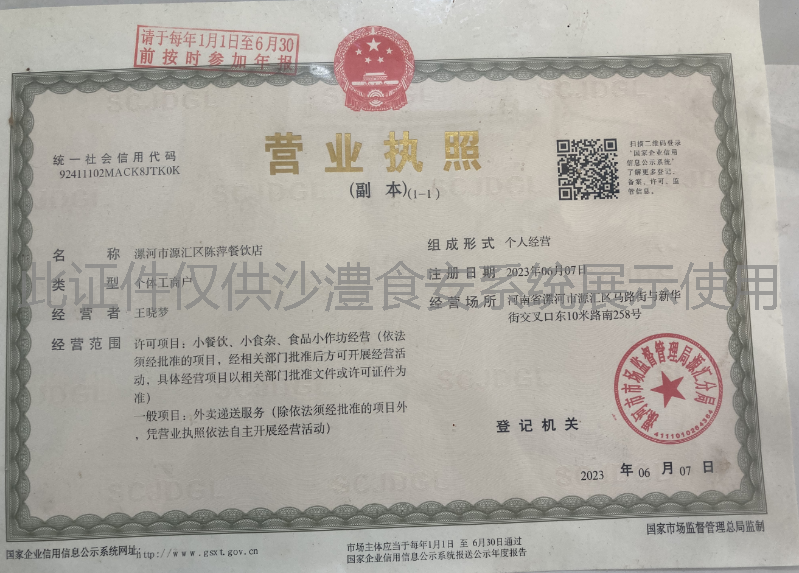 请于每年1月1日至6月30
前按时参加年报
营业执照
(副 本)(1-1)
统一社会信用代码
92411102MACK8JTK0K
扫描二维码登录
“国家企业信用
信息公示系统”
了解更多登记、
备案、许可、监
管信息。
名 称 漯河市源汇区陈萍餐饮店
类 型 个体工商户
经 营 者 王晓梦
经 营 范 围 许可项目：小餐饮、小食杂、食品小作坊经营（依法
须经批准的项目，经相关部门批准后方可开展经营活
动，具体经营项目以相关部门批准文件或许可证件为
准）
一般项目：外卖递送服务（除依法须经批准的项目外
，凭营业执照依法自主开展经营活动）
组 成 形 式 个人经营
注 册 日 期 2023年06月07日
经 营 场 所 河南省漯河市源汇区马路街与新华
街交叉口东10米路南258号
此证件仅供沙澧食安系统展示使用
登 记 机 关
漯河市市场监督管理局源汇分局
2023 年 06 月 07 日
国家企业信用信息公示系统网址：http://www.gsxt.gov.cn
市场主体应当于每年1月1日 至 6月30日通过
国家企业信用信息公示系统报送公示年度报告
国家市场监督管理总局监制